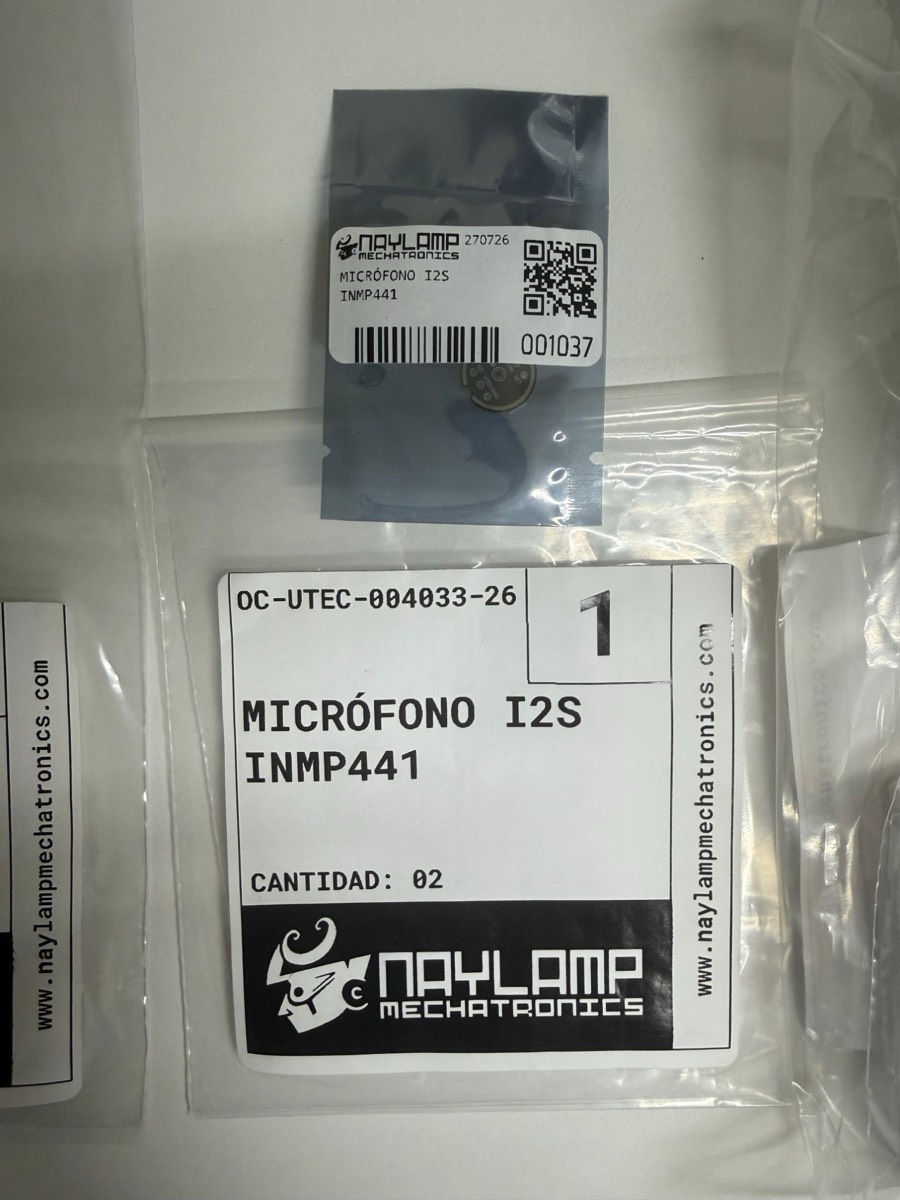 NAYLAMP 270726
MECHATRONICS
MICRÓFONO I2S
INMP441
001037
OC-UTEC-004033-26
1
MICRÓFONO I2S
INMP441
CANTIDAD: 02
NAYLAMP
MECHATRONICS
www.naylampmechatronics.com
www.naylampmechatronics.com